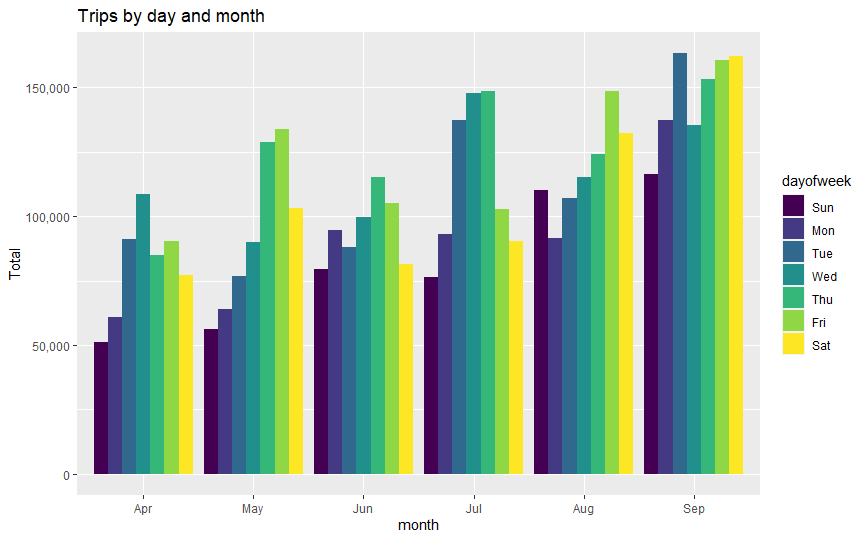 Trips by day and month
Total
150,000
100,000
50,000
0
Apr May Jun Jul Aug Sep
month
dayofweek
Sun
Mon
Tue
Wed
Thu
Fri
Sat